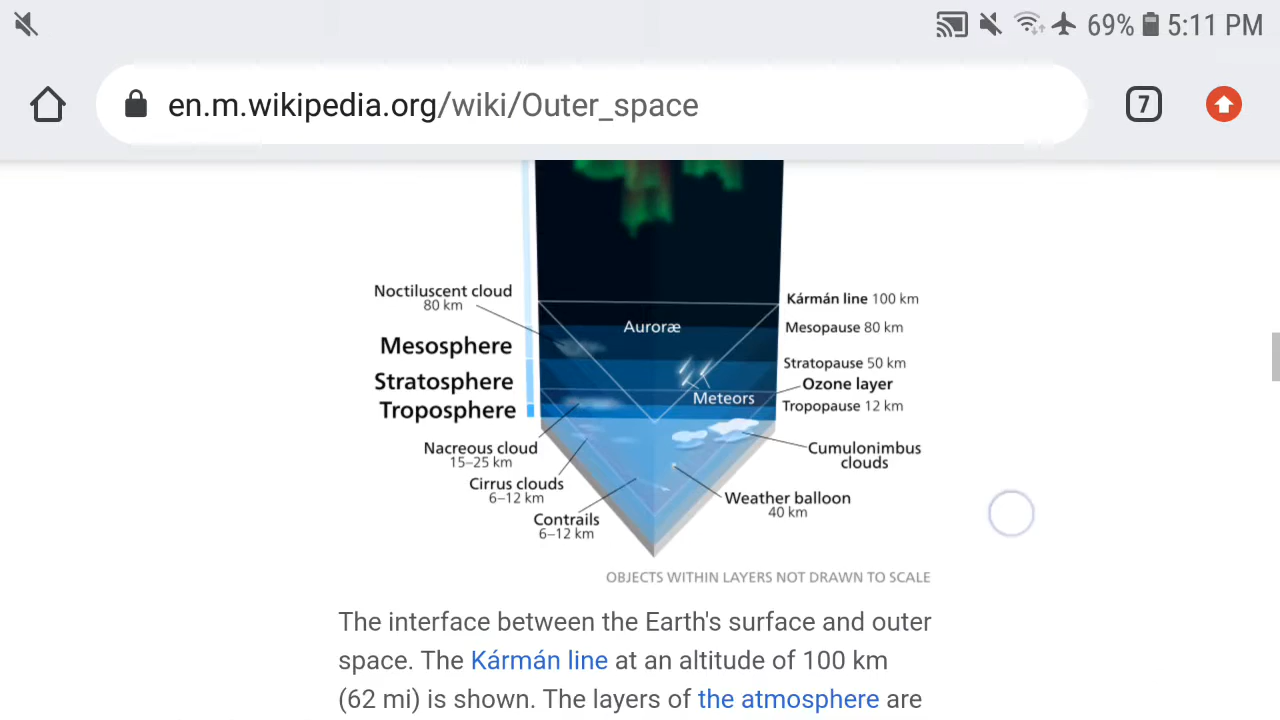 69% 5:11 PM
en.m.wikipedia.org/wiki/Outer_space
7
Noctiluscent cloud
80 km
Kármán line 100 km
Auroræ
Mesopause 80 km
Mesosphere
Stratopause 50 km
Stratosphere
Ozone layer
Meteors
Troposphere
Tropopause 12 km
Nacreous cloud
15–25 km
Cumulonimbus
clouds
Cirrus clouds
6–12 km
Weather balloon
40 km
Contrails
6–12 km
OBJECTS WITHIN LAYERS NOT DRAWN TO SCALE
The interface between the Earth's surface and outer
space. The Kármán line at an altitude of 100 km
(62 mi) is shown. The layers of the atmosphere are